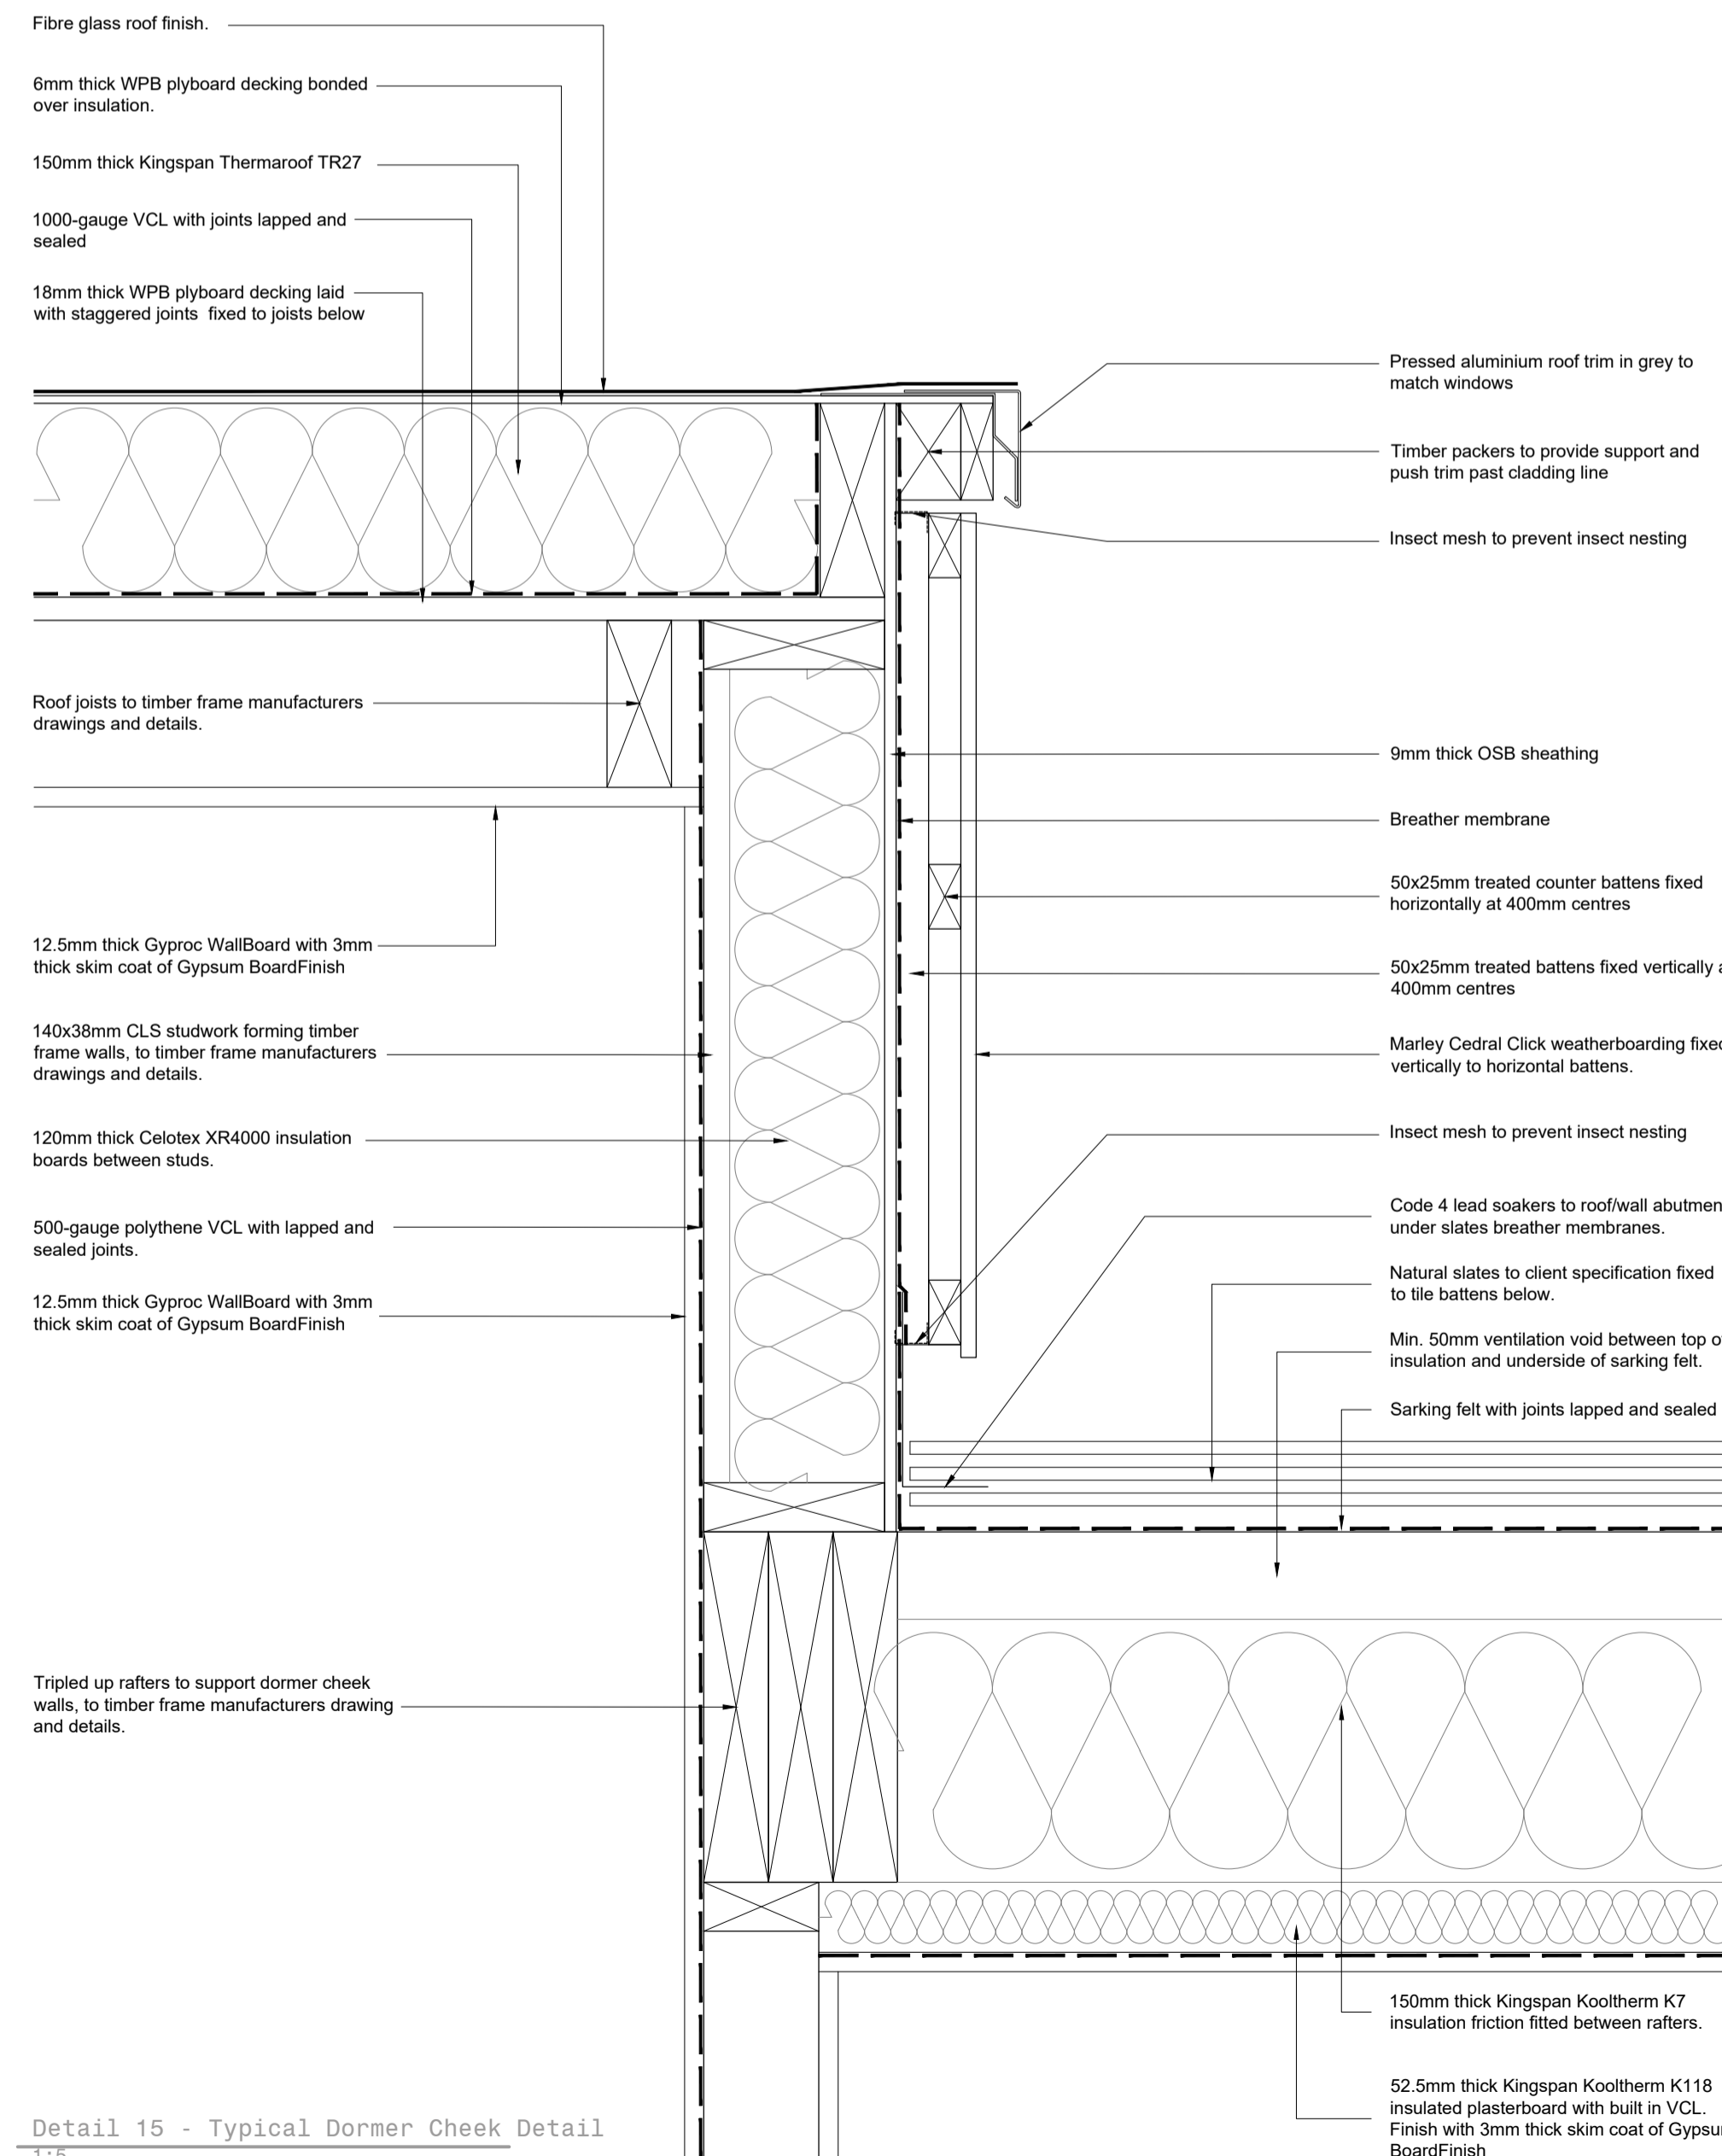 Fibre glass roof finish.
6mm thick WPB plyboard decking bonded
over insulation.
150mm thick Kingspan Thermaroof TR27
1000-gauge VCL with joints lapped and
sealed
18mm thick WPB plyboard decking laid
with staggered joints fixed to joists below
Roof joists to timber frame manufacturers
drawings and details.
12.5mm thick Gyproc WallBoard with 3mm
thick skim coat of Gypsum BoardFinish
140x38mm CLS studwork forming timber
frame walls, to timber frame manufacturers
drawings and details.
120mm thick Celotex XR4000 insulation
boards between studs.
500-gauge polythene VCL with lapped and
sealed joints.
12.5mm thick Gyproc WallBoard with 3mm
thick skim coat of Gypsum BoardFinish
Tripled up rafters to support dormer cheek
walls, to timber frame manufacturers drawing
and details.
Pressed aluminium roof trim in grey to
match windows
Timber packers to provide support and
push trim past cladding line
Insect mesh to prevent insect nesting
9mm thick OSB sheathing
Breather membrane
50x25mm treated counter battens fixed
horizontally at 400mm centres
50x25mm treated battens fixed vertically
400mm centres
Marley Cedral Click weatherboarding fixed
vertically to horizontal battens.
Insect mesh to prevent insect nesting
Code 4 lead soakers to roof/wall abutmen
under slates breather membranes.
Natural slates to client specification fixed
to tile battens below.
Min. 50mm ventilation void between top o
insulation and underside of sarking felt.
Sarking felt with joints lapped and sealed
150mm thick Kingspan Kooltherm K7
insulation friction fitted between rafters.
52.5mm thick Kingspan Kooltherm K118
insulated plasterboard with built in VCL.
Finish with 3mm thick skim coat of Gypsu
BoardFinish
Detail 15 - Typical Dormer Cheek Detail
1:5